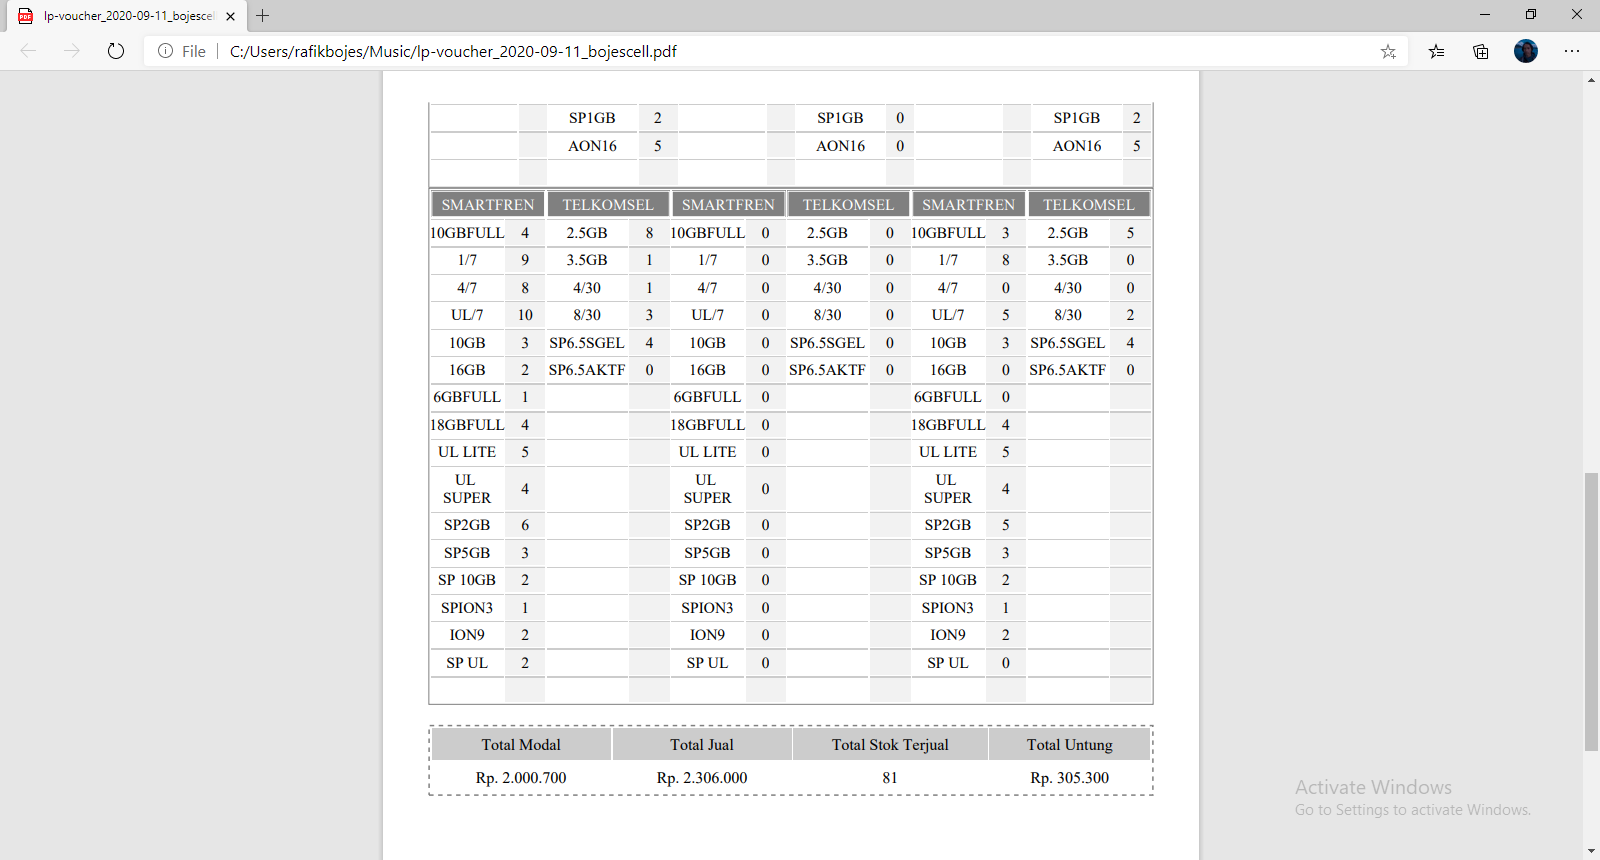 lp-voucher_2020-09-11_bojescel
File C:/Users/rafikbojes/Music/lp-voucher_2020-09-11_bojescell.pdf
SP1GB 2 SP1GB 0 SP1GB 2
AON16 5 AON16 0 AON16 5
SMARTFREN TELKOMSEL SMARTFREN TELKOMSEL SMARTFREN TELKOMSEL
10GBFULL 4 2.5GB 8 10GBFULL 0 2.5GB 0 10GBFULL 3 2.5GB 5
1/7 9 3.5GB 1 1/7 0 3.5GB 0 1/7 8 3.5GB 0
4/7 8 4/30 1 4/7 0 4/30 0 4/7 0 4/30 0
UL/7 10 8/30 3 UL/7 0 8/30 0 UL/7 5 8/30 2
10GB 3 SP6.5SGEL 4 10GB 0 SP6.5SGEL 0 10GB 3 SP6.5SGEL 4
16GB 2 SP6.5AKTF 0 16GB 0 SP6.5AKTF 0 16GB 0 SP6.5AKTF 0
6GBFULL 1 6GBFULL 0 6GBFULL 0
18GBFULL 4 18GBFULL 0 18GBFULL 4
UL LITE 5 UL LITE 0 UL LITE 5
UL UL UL
SUPER 4 SUPER 0 SUPER 4
SP2GB 6 SP2GB 0 SP2GB 5
SP5GB 3 SP5GB 0 SP5GB 3
SP 10GB 2 SP 10GB 0 SP 10GB 2
SPION3 1 SPION3 0 SPION3 1
ION9 2 ION9 0 ION9 2
SP UL 2 SP UL 0 SP UL 0
Total Modal Total Jual Total Stok Terjual Total Untung
Rp. 2.000.700 Rp. 2.306.000 81 Rp. 305.300
Activate Windows
Go to Settings to activate Windows.